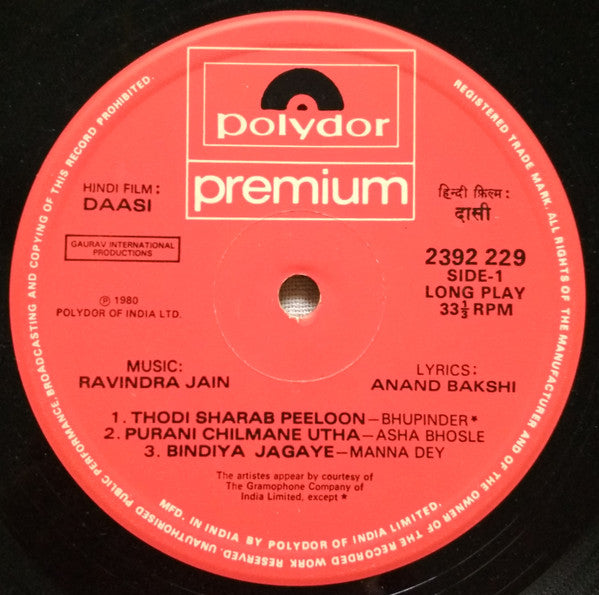 polydor
premium
HINDI FILM:
DAASI
हिन्दी फ़िल्म:
दासी
GAURAV INTERNATIONAL
PRODUCTIONS
2392 229
SIDE-1
LONG PLAY
33⅓ RPM
℗ 1980
POLYDOR OF INDIA LTD.
MUSIC:
RAVINDRA JAIN
LYRICS:
ANAND BAKSHI
1. THODI SHARAB PEELOON – BHUPINDER*
2. PURANI CHILMANE UTHA – ASHA BHOSLE
3. BINDIYA JAGAYE – MANNA DEY
The artistes appear by courtesy of
The Gramophone Company of
India Limited, except *
MFD. IN INDIA BY POLYDOR OF INDIA LIMITED.
REGISTERED TRADE MARK. ALL RIGHTS OF THE MANUFACTURER AND OF THE OWNER OF THE RECORDED WORK RESERVED. UNAUTHORISED PUBLIC PERFORMANCE BROADCASTING AND COPYING OF THIS RECORD PROHIBITED.